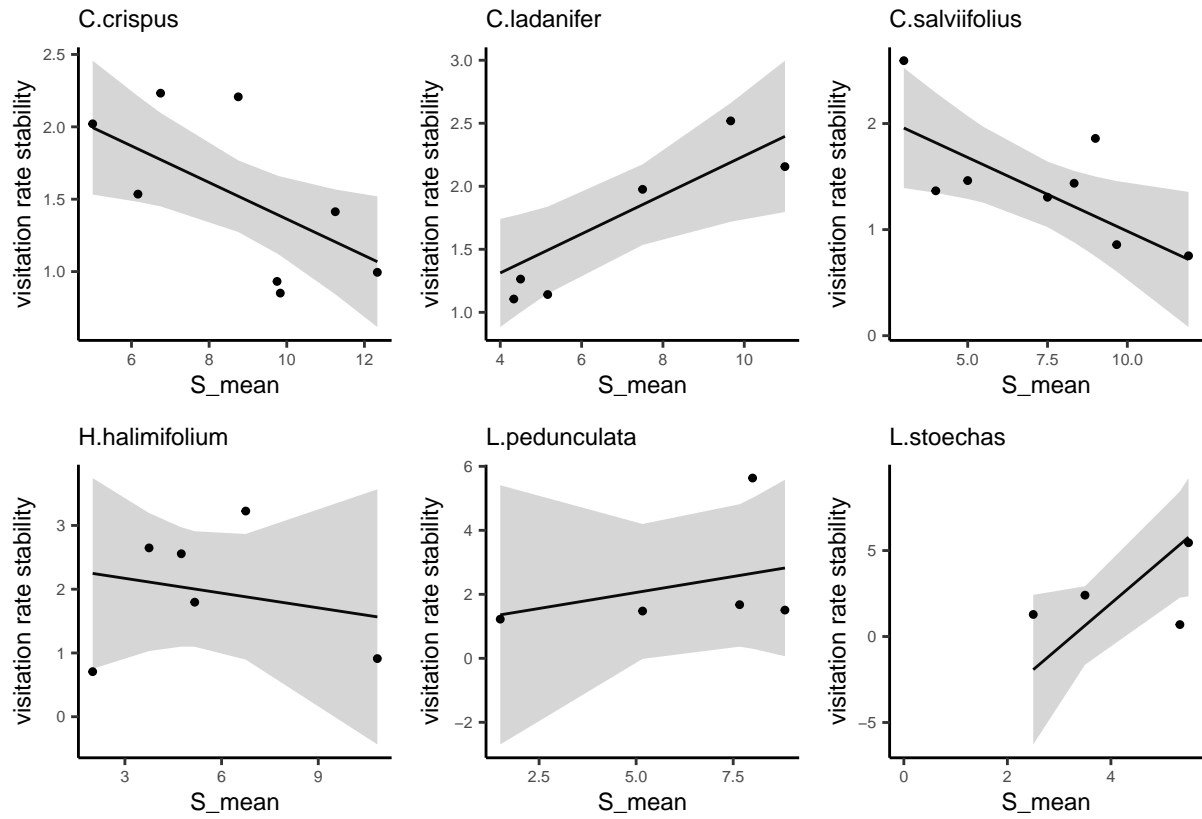 C.crispus
visitation rate stability
2.5
2.0
1.5
1.0
6
8
10
12
S_mean
C.ladanifer
visitation rate stability
3.0
2.5
2.0
1.5
1.0
4
6
8
10
S_mean
C.salviifolius
visitation rate stability
2
1
0
5.0
7.5
10.0
S_mean
H.halimifolium
visitation rate stability
3
2
1
0
3
6
9
S_mean
L.pedunculata
visitation rate stability
6
4
2
0
−2
2.5
5.0
7.5
S_mean
L.stoechas
visitation rate stability
5
0
−5
0
2
4
S_mean